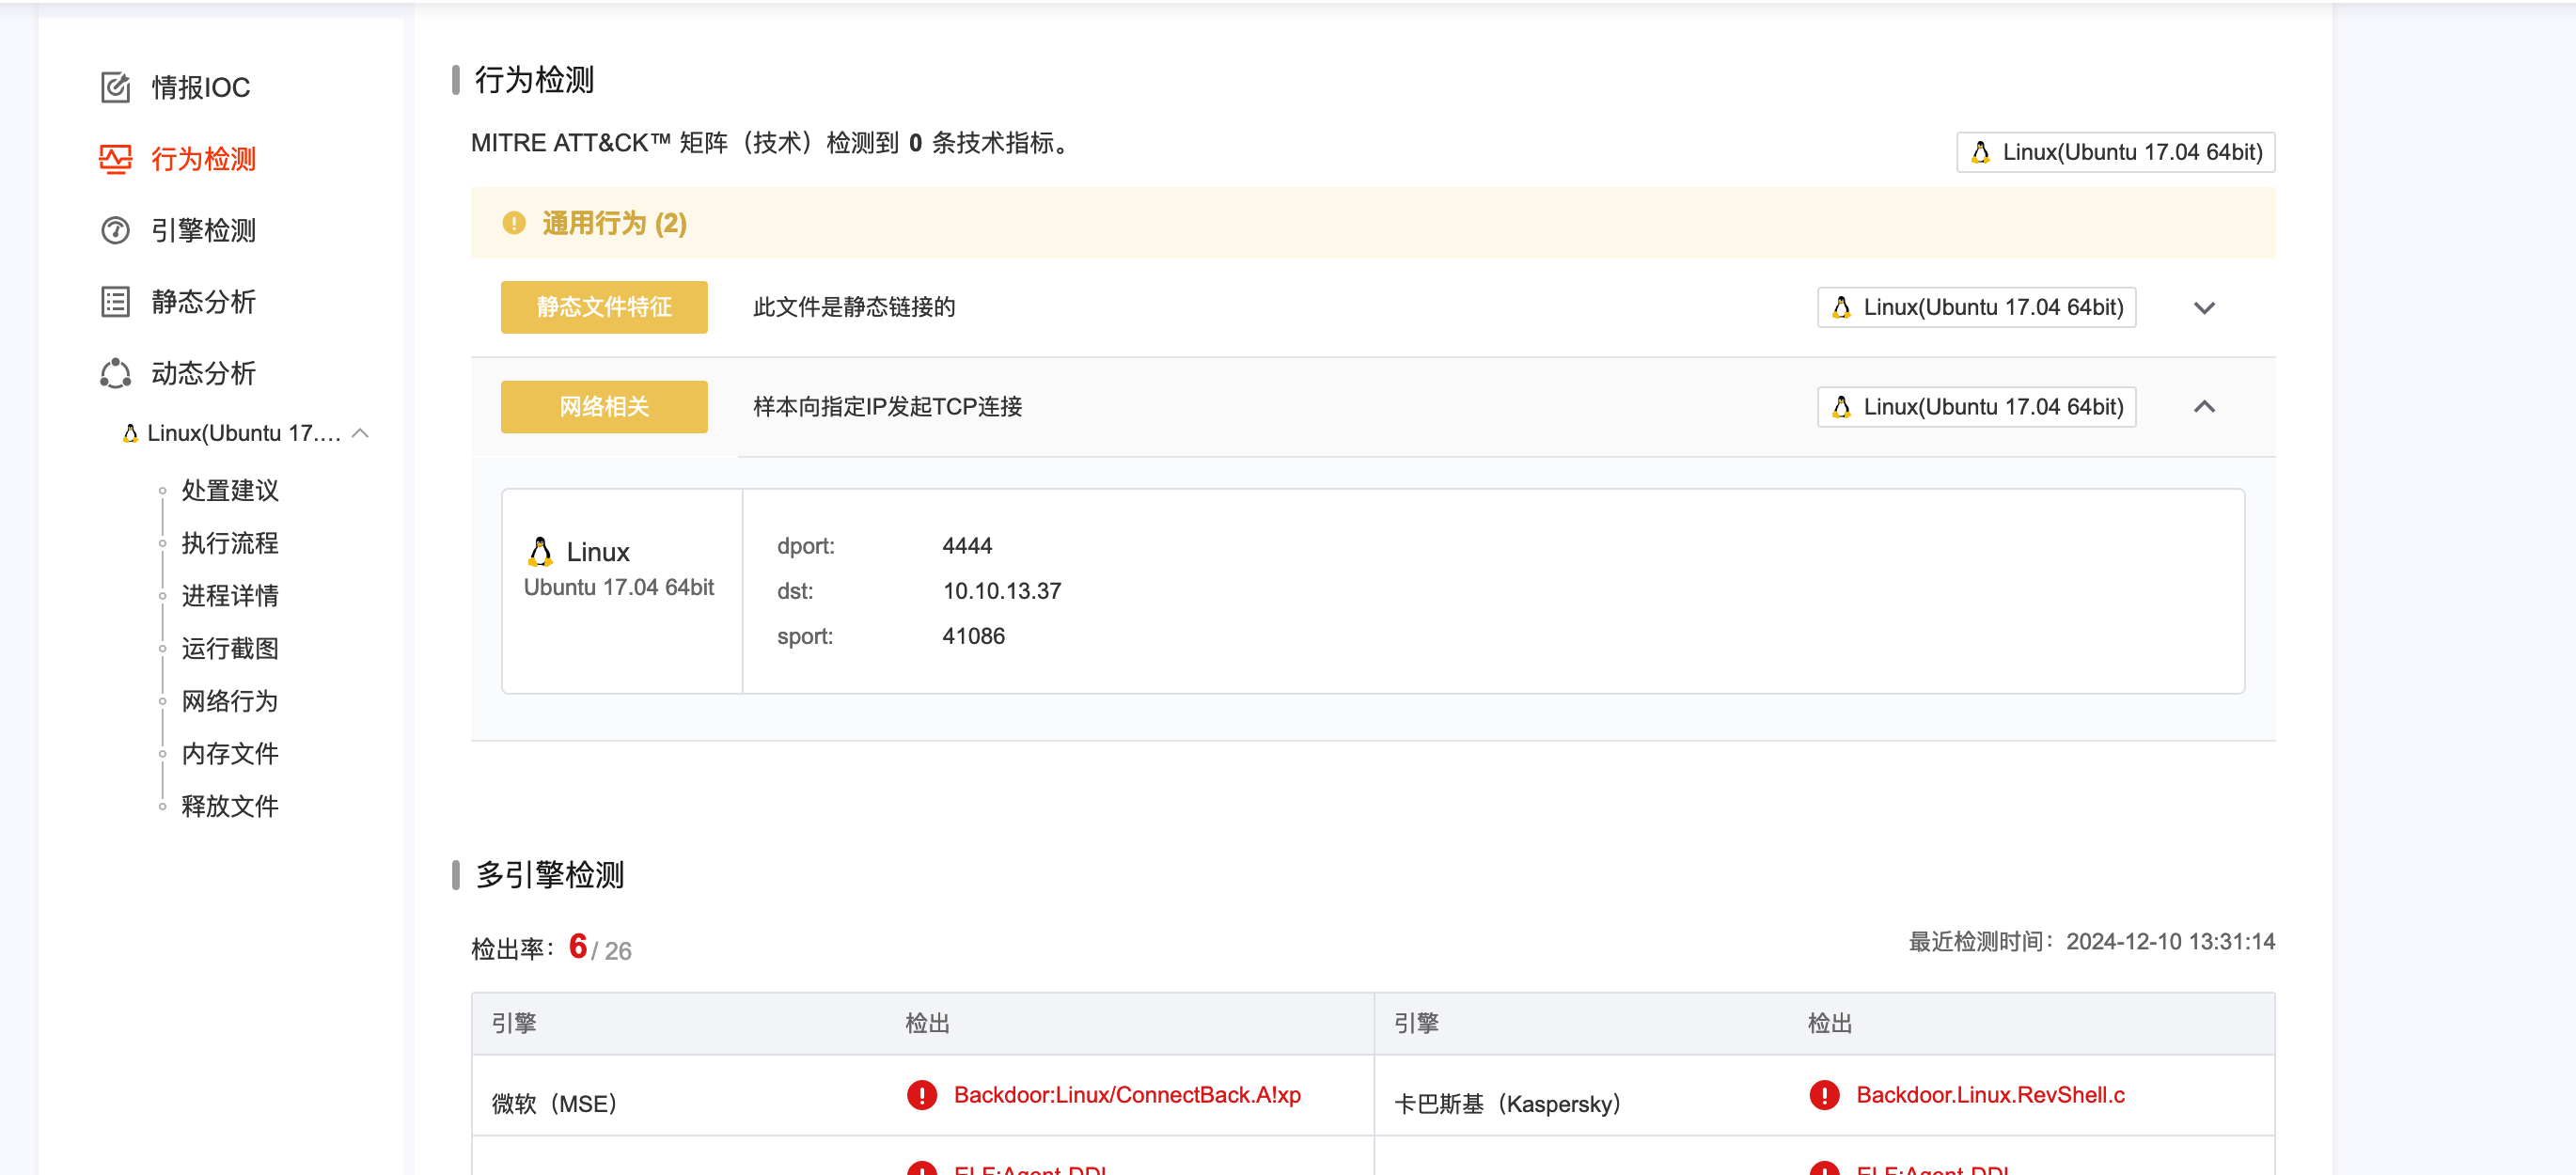 情报IOC
行为检测
引擎检测
静态分析
动态分析
Linux(Ubuntu 17....
处置建议
执行流程
进程详情
运行截图
网络行为
内存文件
释放文件
行为检测
MITRE ATT&CK™ 矩阵（技术）检测到 0 条技术指标。
Linux(Ubuntu 17.04 64bit)
通用行为 (2)
静态文件特征 此文件是静态链接的 Linux(Ubuntu 17.04 64bit)
网络相关 样本向指定IP发起TCP连接 Linux(Ubuntu 17.04 64bit)
Linux
Ubuntu 17.04 64bit
dport: 4444
dst: 10.10.13.37
sport: 41086
多引擎检测
检出率： 6 / 26
最近检测时间：2024-12-10 13:31:14
引擎 检出 引擎 检出
微软（MSE） Backdoor:Linux/ConnectBack.A!xp 卡巴斯基（Kaspersky） Backdoor.Linux.RevShell.c